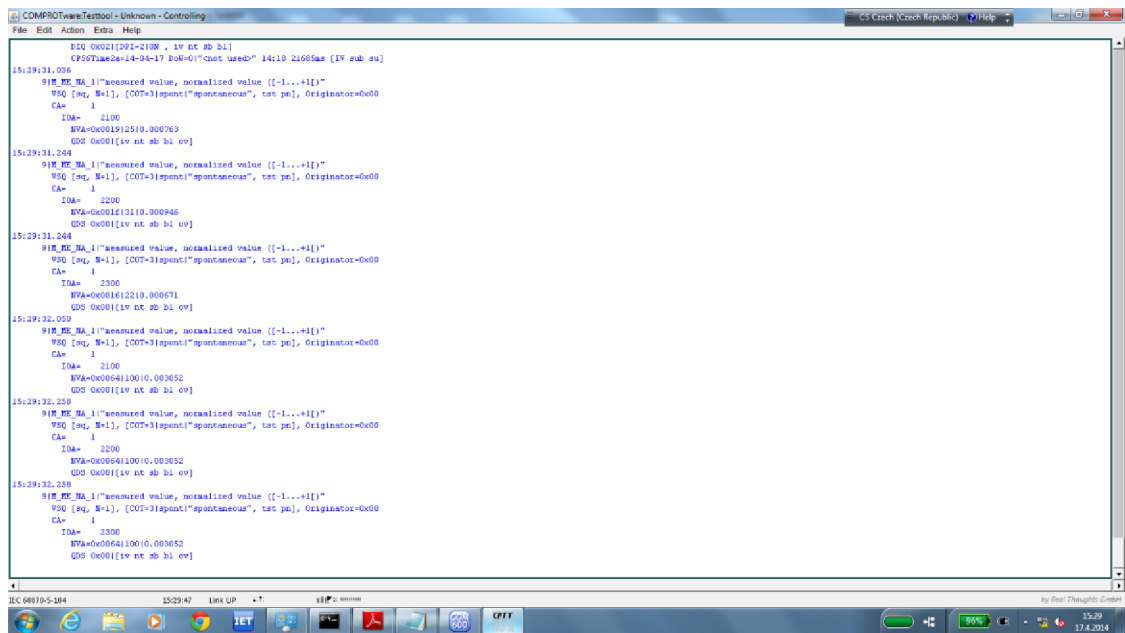 COMPROTware:Testtool - Unknown - Controlling
CS Czech (Czech Republic) Help
File Edit Action Extra Help
DIQ 0x02|[DPI=2|ON , iv nt sb bl]
CP56Time2a=14-04-17 DoW=0|"<not used>" 14:18 21685ms [IV sub su]
15:29:31.036
9|M_ME_NA_1|"measured value, normalized value ([-1...+1[)"
VSQ [sq, N=1], [COT=3|spont|"spontaneous", tst pn], Originator=0x00
CA= 1
IOA= 2100
NVA=0x0019|25|0.000763
QDS 0x00|[iv nt sb bl ov]
15:29:31.244
9|M_ME_NA_1|"measured value, normalized value ([-1...+1[)"
VSQ [sq, N=1], [COT=3|spont|"spontaneous", tst pn], Originator=0x00
CA= 1
IOA= 2200
NVA=0x001f|31|0.000946
QDS 0x00|[iv nt sb bl ov]
15:29:31.244
9|M_ME_NA_1|"measured value, normalized value ([-1...+1[)"
VSQ [sq, N=1], [COT=3|spont|"spontaneous", tst pn], Originator=0x00
CA= 1
IOA= 2300
NVA=0x0016|22|0.000671
QDS 0x00|[iv nt sb bl ov]
15:29:32.050
9|M_ME_NA_1|"measured value, normalized value ([-1...+1[)"
VSQ [sq, N=1], [COT=3|spont|"spontaneous", tst pn], Originator=0x00
CA= 1
IOA= 2100
NVA=0x0064|100|0.003052
QDS 0x00|[iv nt sb bl ov]
15:29:32.258
9|M_ME_NA_1|"measured value, normalized value ([-1...+1[)"
VSQ [sq, N=1], [COT=3|spont|"spontaneous", tst pn], Originator=0x00
CA= 1
IOA= 2200
NVA=0x0064|100|0.003052
QDS 0x00|[iv nt sb bl ov]
15:29:32.258
9|M_ME_NA_1|"measured value, normalized value ([-1...+1[)"
VSQ [sq, N=1], [COT=3|spont|"spontaneous", tst pn], Originator=0x00
CA= 1
IOA= 2300
NVA=0x0064|100|0.003052
QDS 0x00|[iv nt sb bl ov]
IEC 60870-5-104 15:29:47 Link UP by Real Thoughts GmbH
IET CPTT 96% 15:29
17.4.2014